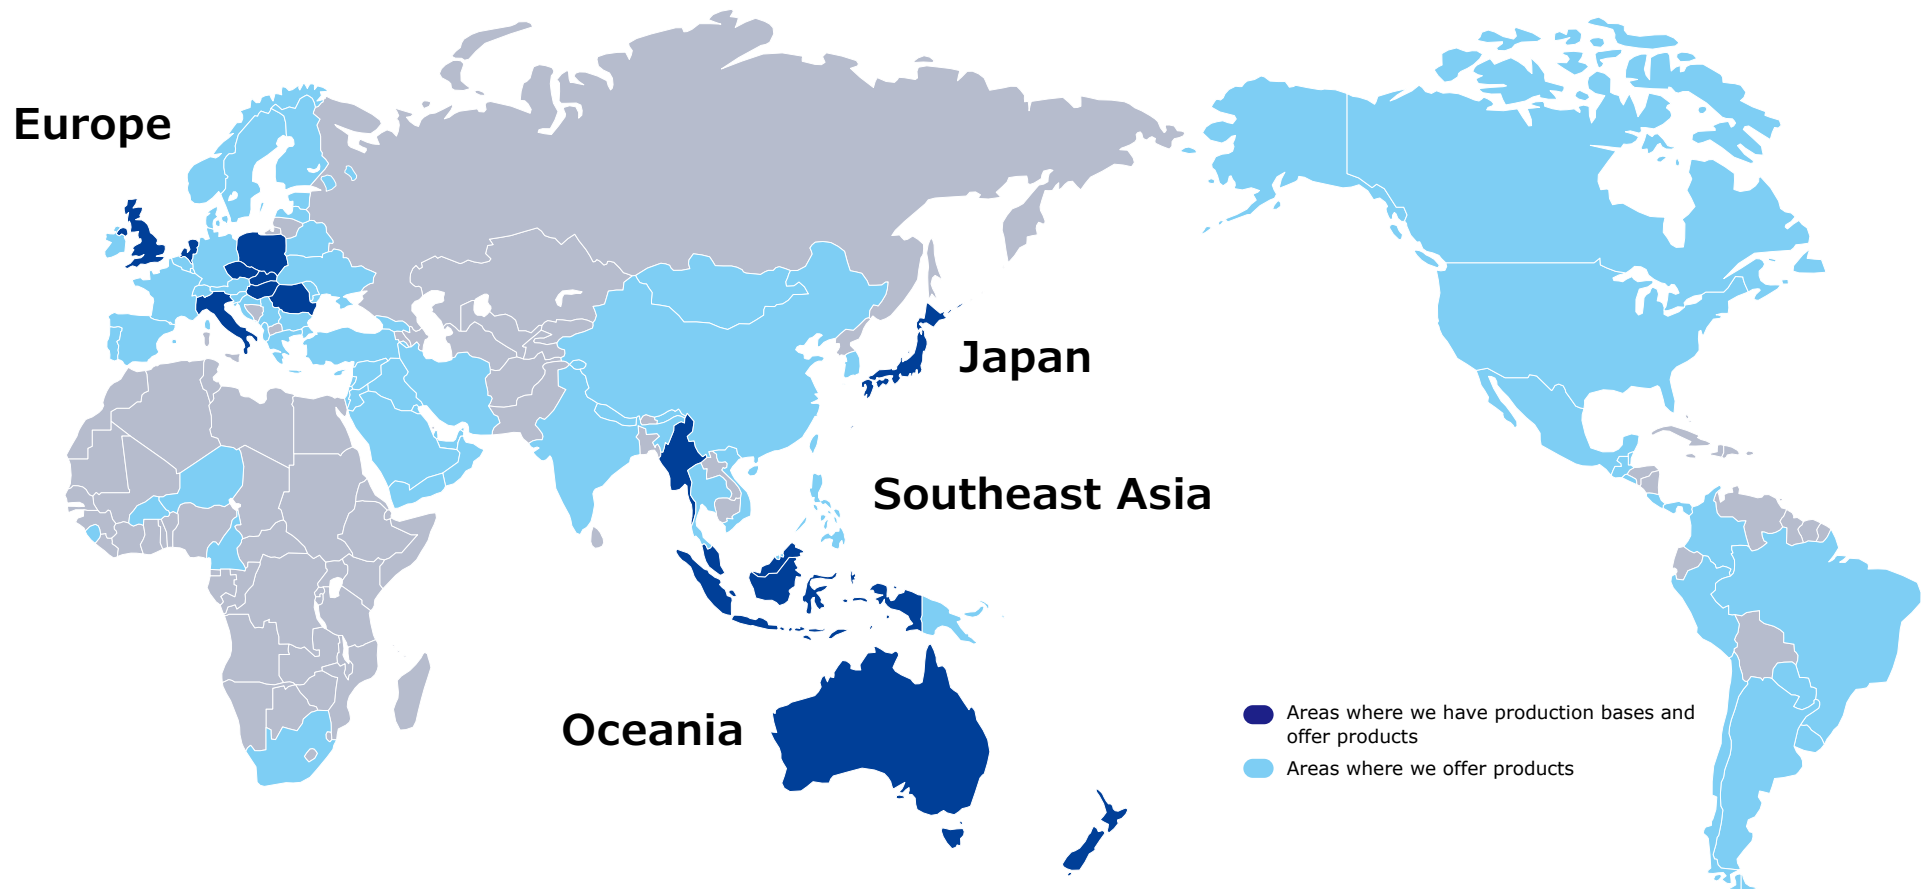 Europe
Japan
Southeast Asia
Oceania
Areas where we have production bases and
offer products
Areas where we offer products